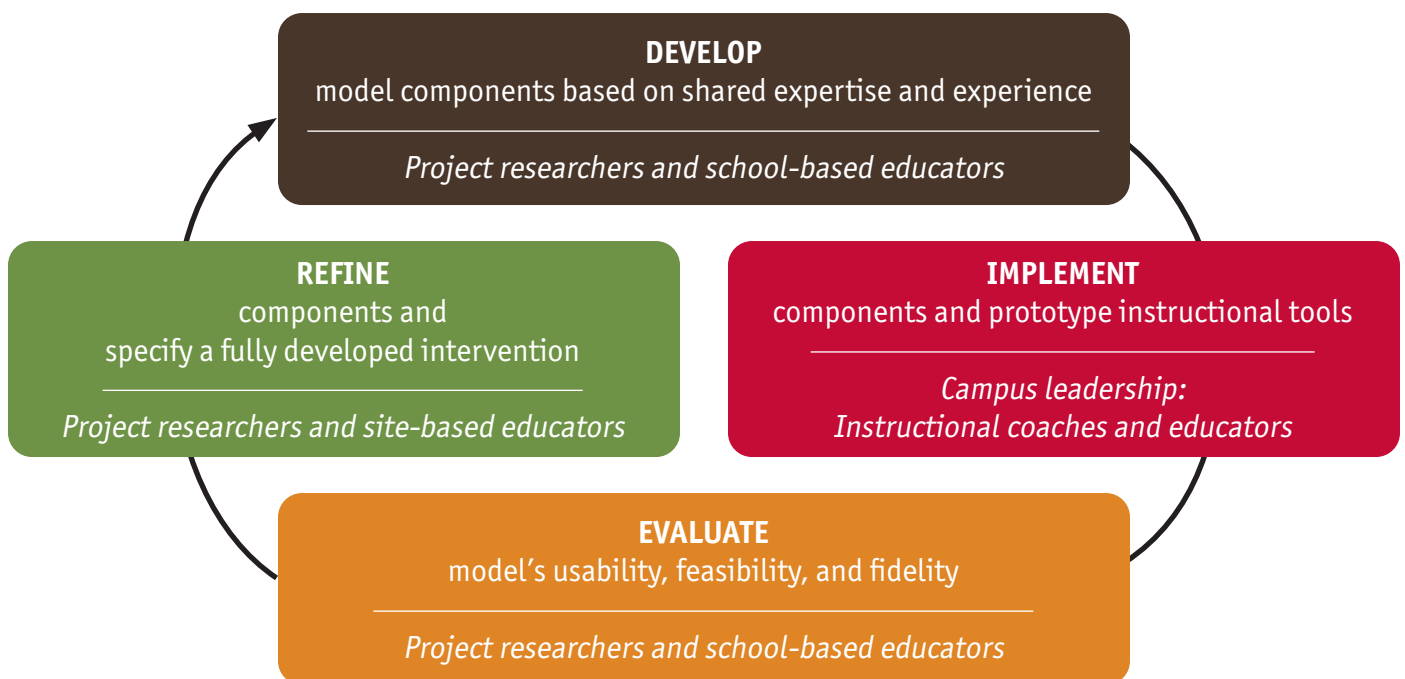 DEVELOP
model components based on shared expertise and experience
Project researchers and school-based educators
REFINE
components and
specify a fully developed intervention
Project researchers and site-based educators
IMPLEMENT
components and prototype instructional tools
Campus leadership:
Instructional coaches and educators
EVALUATE
model’s usability, feasibility, and fidelity
Project researchers and school-based educators